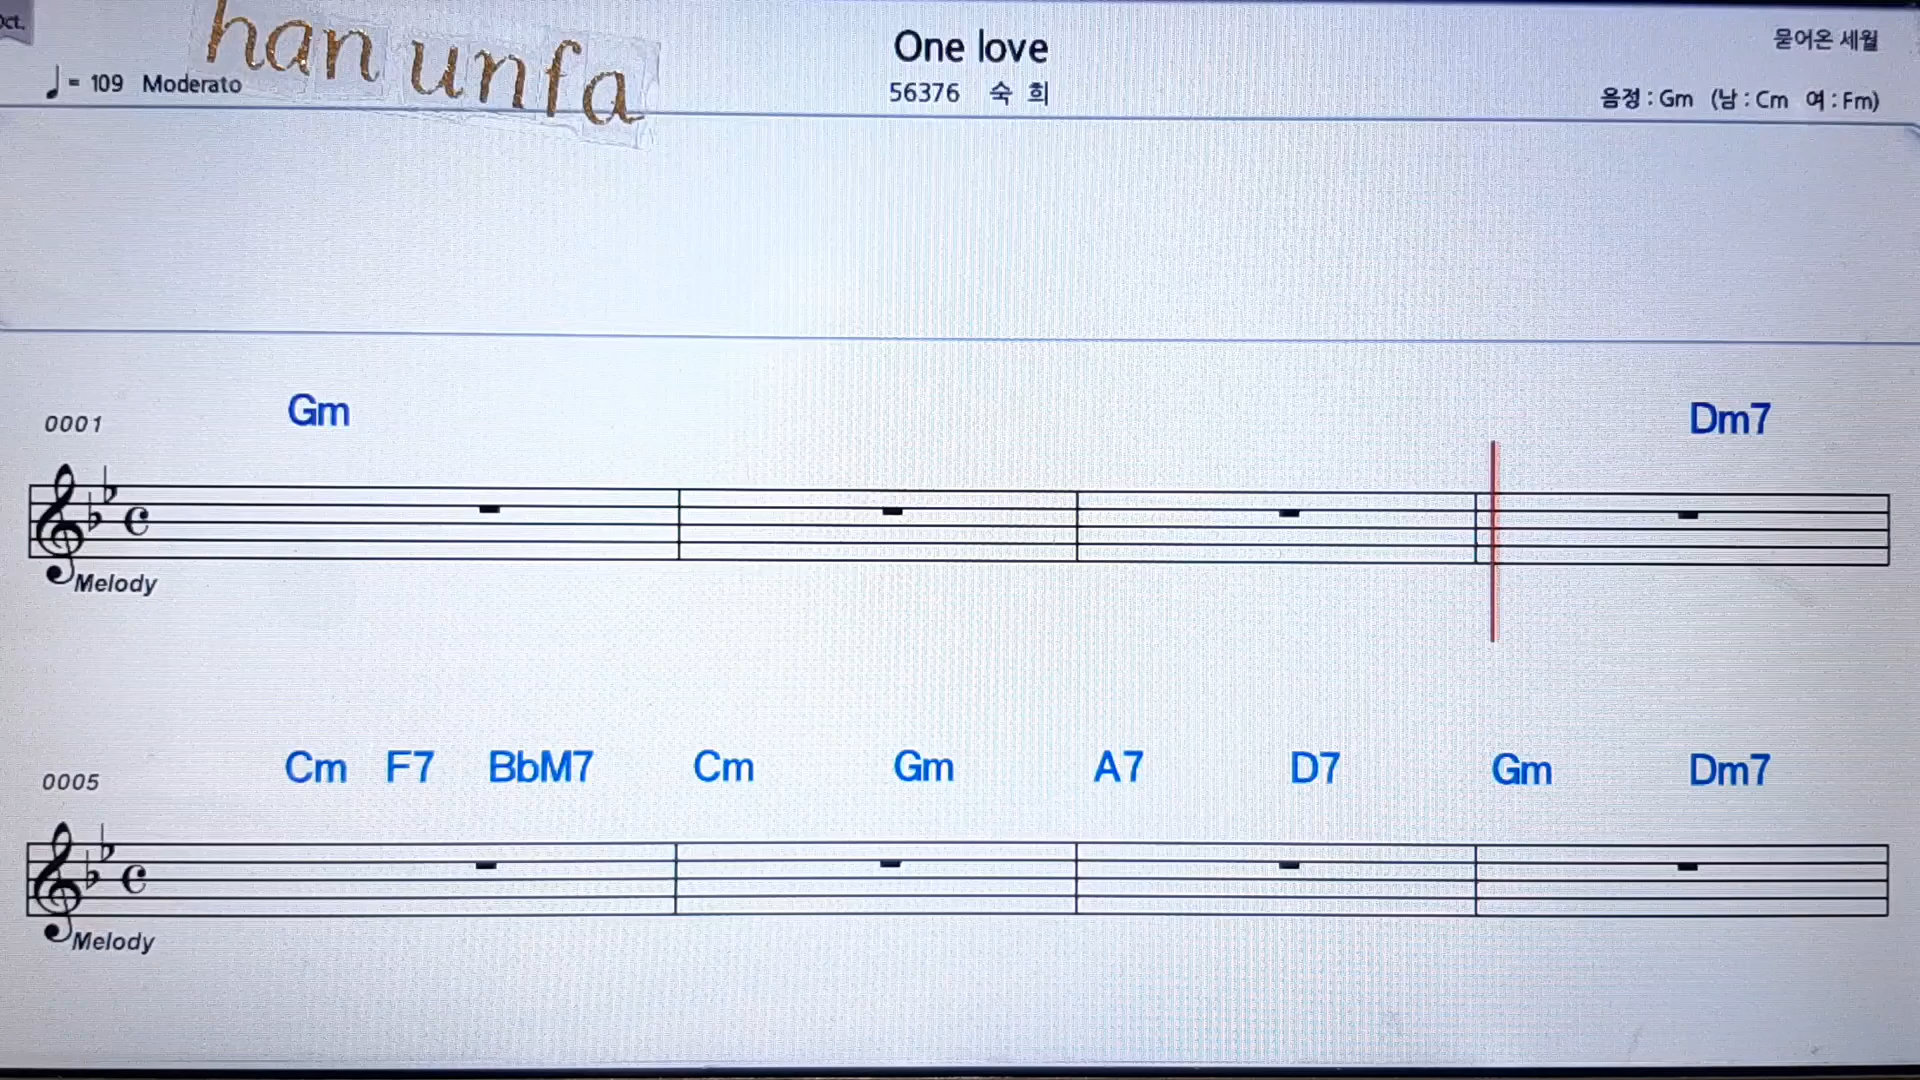 Oct.
han unfa
One love
묻어온 세월
♩= 109 Moderato
56376 숙 희
음정 : Gm (남 : Cm 여 : Fm)
Gm Dm7
0001
Melody
Cm F7 BbM7 Cm Gm A7 D7 Gm Dm7
0005
Melody